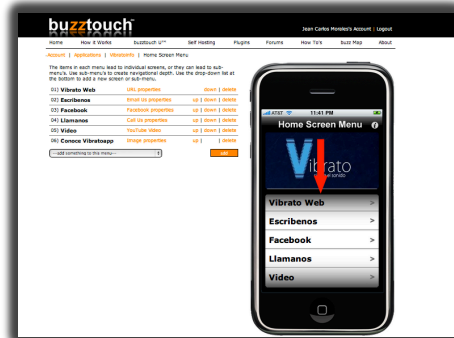 buzztouch™
Jean Carlos Morales's Account | Logout
Home How it Works buzztouch U™ Self Hosting Plugins Forums How To's buzz Map About
Account | Applications | Vibratoinfo | Home Screen Menu
The items in each menu lead to individual screens, or they can lead to sub-
menu's. Use sub-menu's to create navigational depth. Use the drop-down list at
the bottom to add a new screen or sub-menu.
01) Vibrato Web URL properties down | delete
02) Escribenos Email Us properties up | down | delete
03) Facebook Facebook properties up | down | delete
04) Llamanos Call Us properties up | down | delete
05) Video YouTube Video up | down | delete
06) Conoce Vibratoapp Image properties up | | delete
---add something to this menu--- add
AT&T 11:41 PM
Home Screen Menu i
Vibrato
sonido
Vibrato Web >
Escribenos >
Facebook >
Llamanos >
Video >